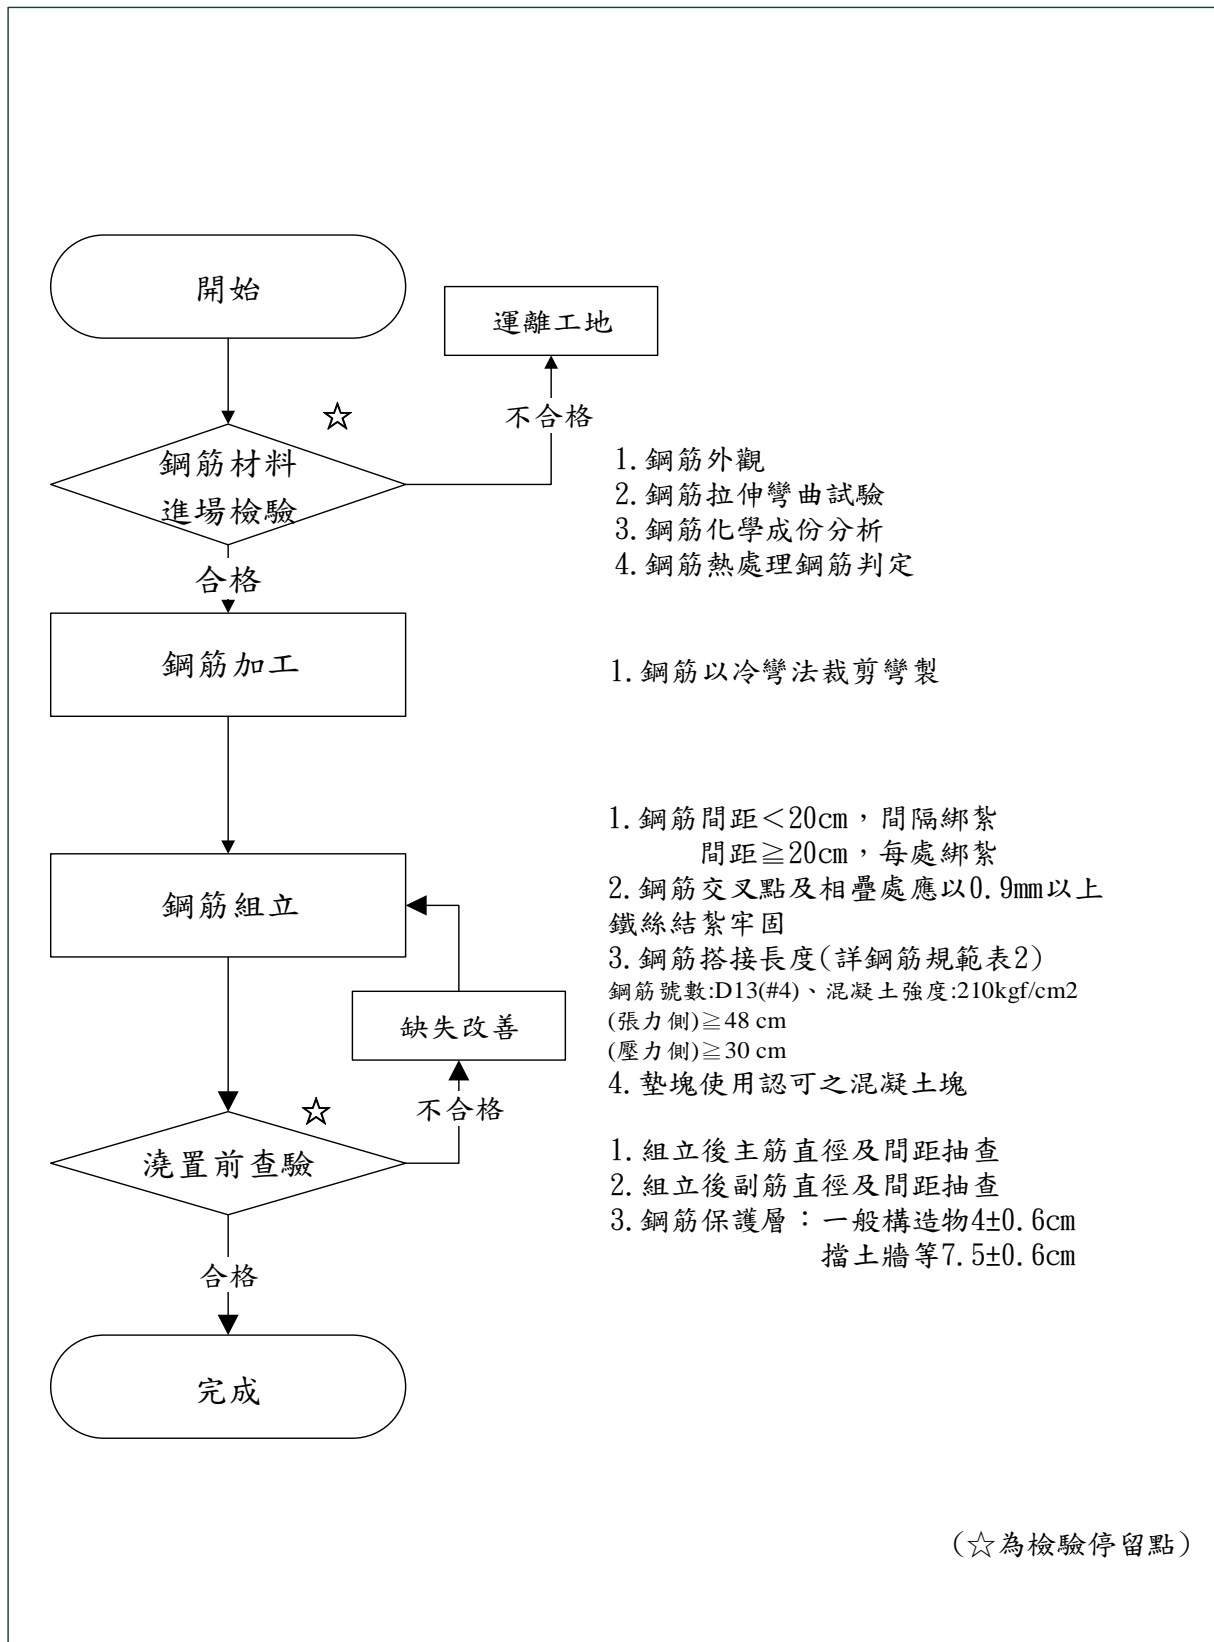 開始
運離工地
不合格
☆
鋼筋材料
進場檢驗
1.鋼筋外觀
2.鋼筋拉伸彎曲試驗
3.鋼筋化學成份分析
4.鋼筋熱處理鋼筋判定
合格
鋼筋加工
1.鋼筋以冷彎法裁剪彎製
鋼筋組立
1.鋼筋間距＜20cm，間隔綁紮
間距≧20cm，每處綁紮
2.鋼筋交叉點及相疊處應以0.9mm以上
鐵絲結紮牢固
3.鋼筋搭接長度(詳鋼筋規範表2)
鋼筋號數:D13(#4)、混凝土強度:210kgf/cm2
(張力側)≧48 cm
(壓力側)≧30 cm
4.墊塊使用認可之混凝土塊
缺失改善
不合格
☆
澆置前查驗
1.組立後主筋直徑及間距抽查
2.組立後副筋直徑及間距抽查
3.鋼筋保護層：一般構造物4±0.6cm
擋土牆等7.5±0.6cm
合格
完成
(☆為檢驗停留點)